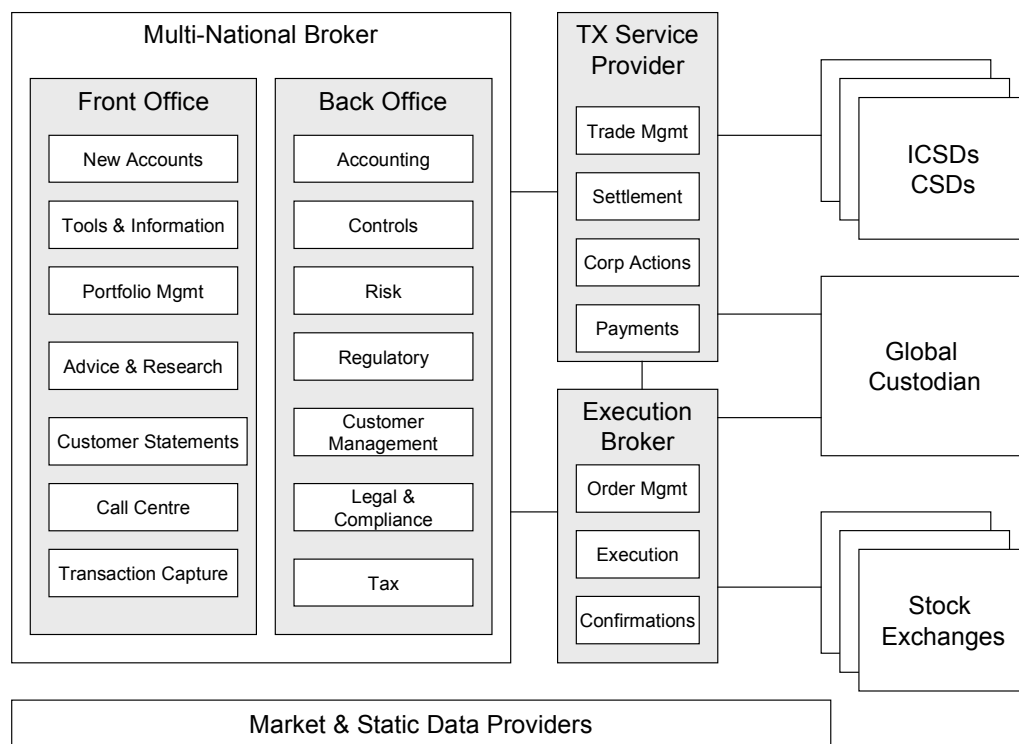 Multi-National Broker
Front Office
New Accounts
Tools & Information
Portfolio Mgmt
Advice & Research
Customer Statements
Call Centre
Transaction Capture
Back Office
Accounting
Controls
Risk
Regulatory
Customer
Management
Legal &
Compliance
Tax
TX Service
Provider
Trade Mgmt
Settlement
Corp Actions
Payments
Execution
Broker
Order Mgmt
Execution
Confirmations
ICSDs
CSDs
Global
Custodian
Stock
Exchanges
Market & Static Data Providers